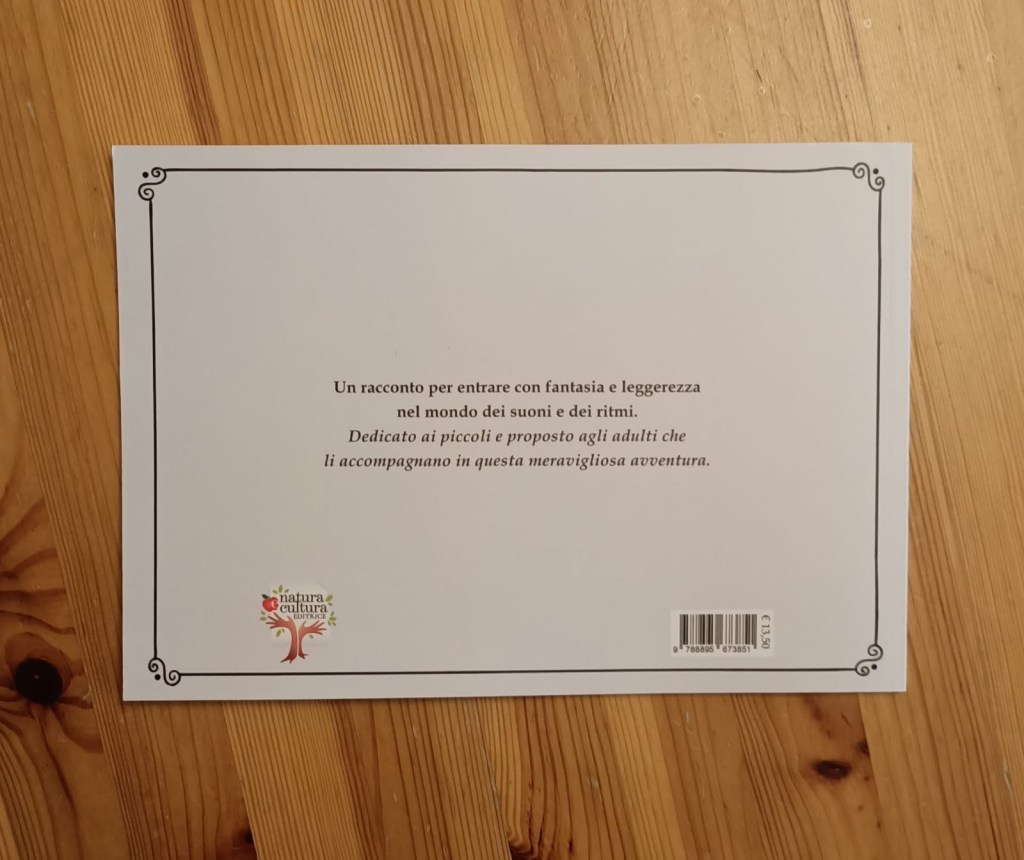 Un racconto per entrare con fantasia e leggerezza
nel mondo dei suoni e dei ritmi.
Dedicato ai piccoli e proposto agli adulti che
li accompagnano in questa meravigliosa avventura.
natura
e cultura
EDITRICE
€ 13,50
9 788895 673851